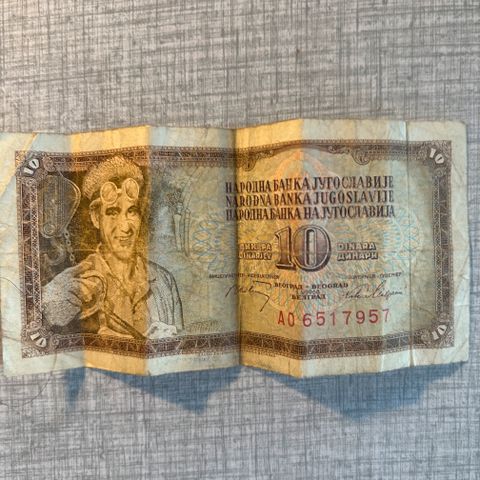 10
10
НАРОДНА БАНКА ЈУГОСЛАВИЈЕ
NARODNA BANKA JUGOSLAVIJE
НАРОДНА БАНКА НА ЈУГОСЛАВИЈА
10
DINARA
ДИНАРИ
БЕОГРАД - BEOGRAD
БЕЛГРАД
AO 6517957
10
10